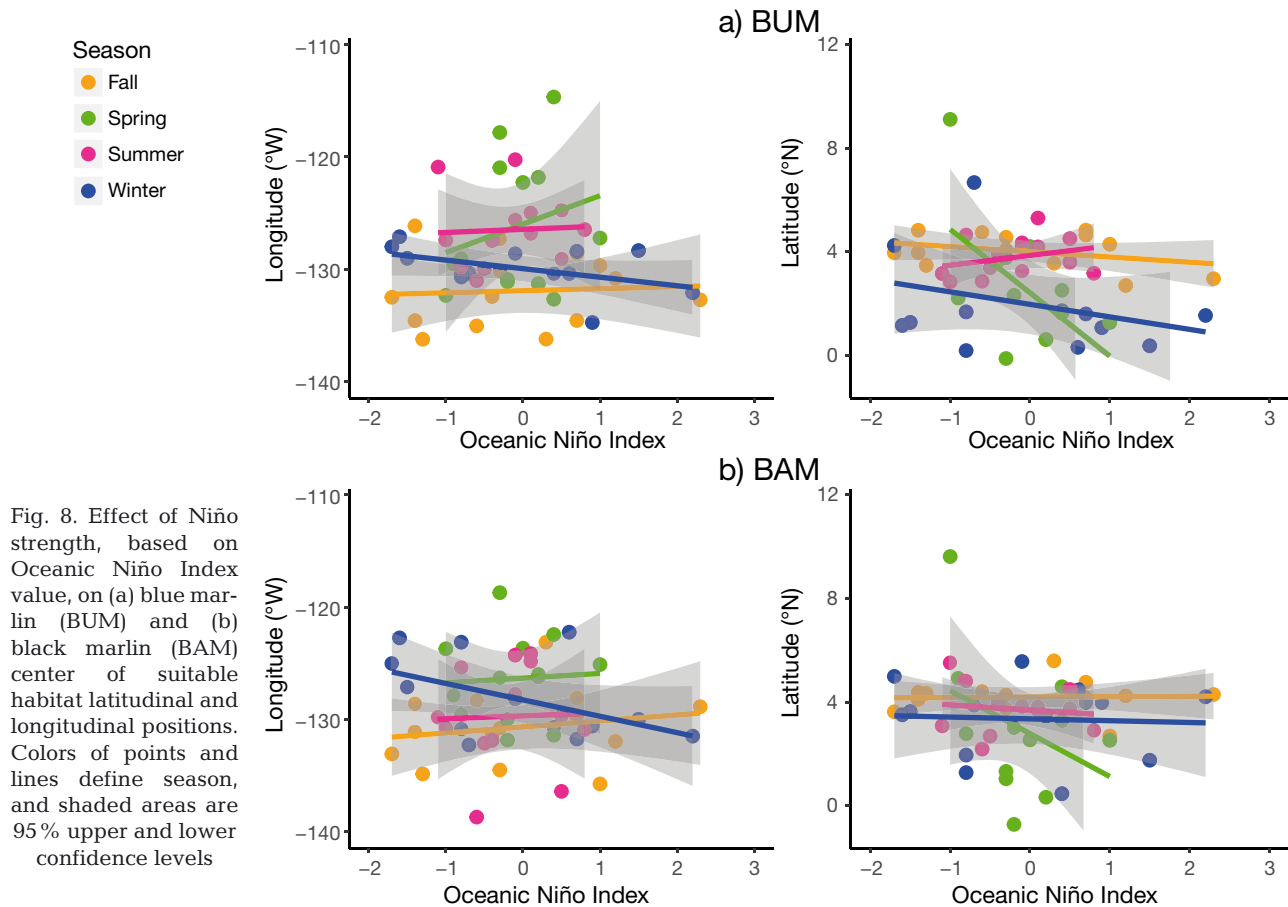 a) BUM
Season
Fall
Spring
Summer
Winter
Longitude (°W)
−110
−120
−130
−140
−2
−1
0
1
2
3
Oceanic Niño Index
Latitude (°N)
12
8
4
0
−2
−1
0
1
2
3
Oceanic Niño Index
b) BAM
Longitude (°W)
−110
−120
−130
−140
−2
−1
0
1
2
3
Oceanic Niño Index
Latitude (°N)
12
8
4
0
−2
−1
0
1
2
3
Oceanic Niño Index
Fig. 8. Effect of Niño
strength, based on
Oceanic Niño Index
value, on (a) blue mar-
lin (BUM) and (b)
black marlin (BAM)
center of suitable
habitat latitudinal and
longitudinal positions.
Colors of points and
lines define season,
and shaded areas are
95% upper and lower
confidence levels